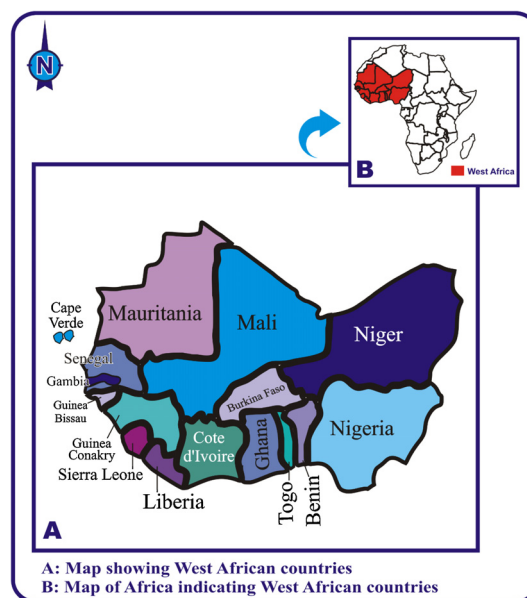 N
West Africa
B
Cape
Verde
Mauritania
Mali
Niger
Senegal
Gambia
Guinea
Bissau
Burkina Faso
Guinea
Conakry
Cote
d'Ivoire
Ghana
Nigeria
Sierra Leone
Liberia
Togo
Benin
A
A: Map showing West African countries
B: Map of Africa indicating West African countries